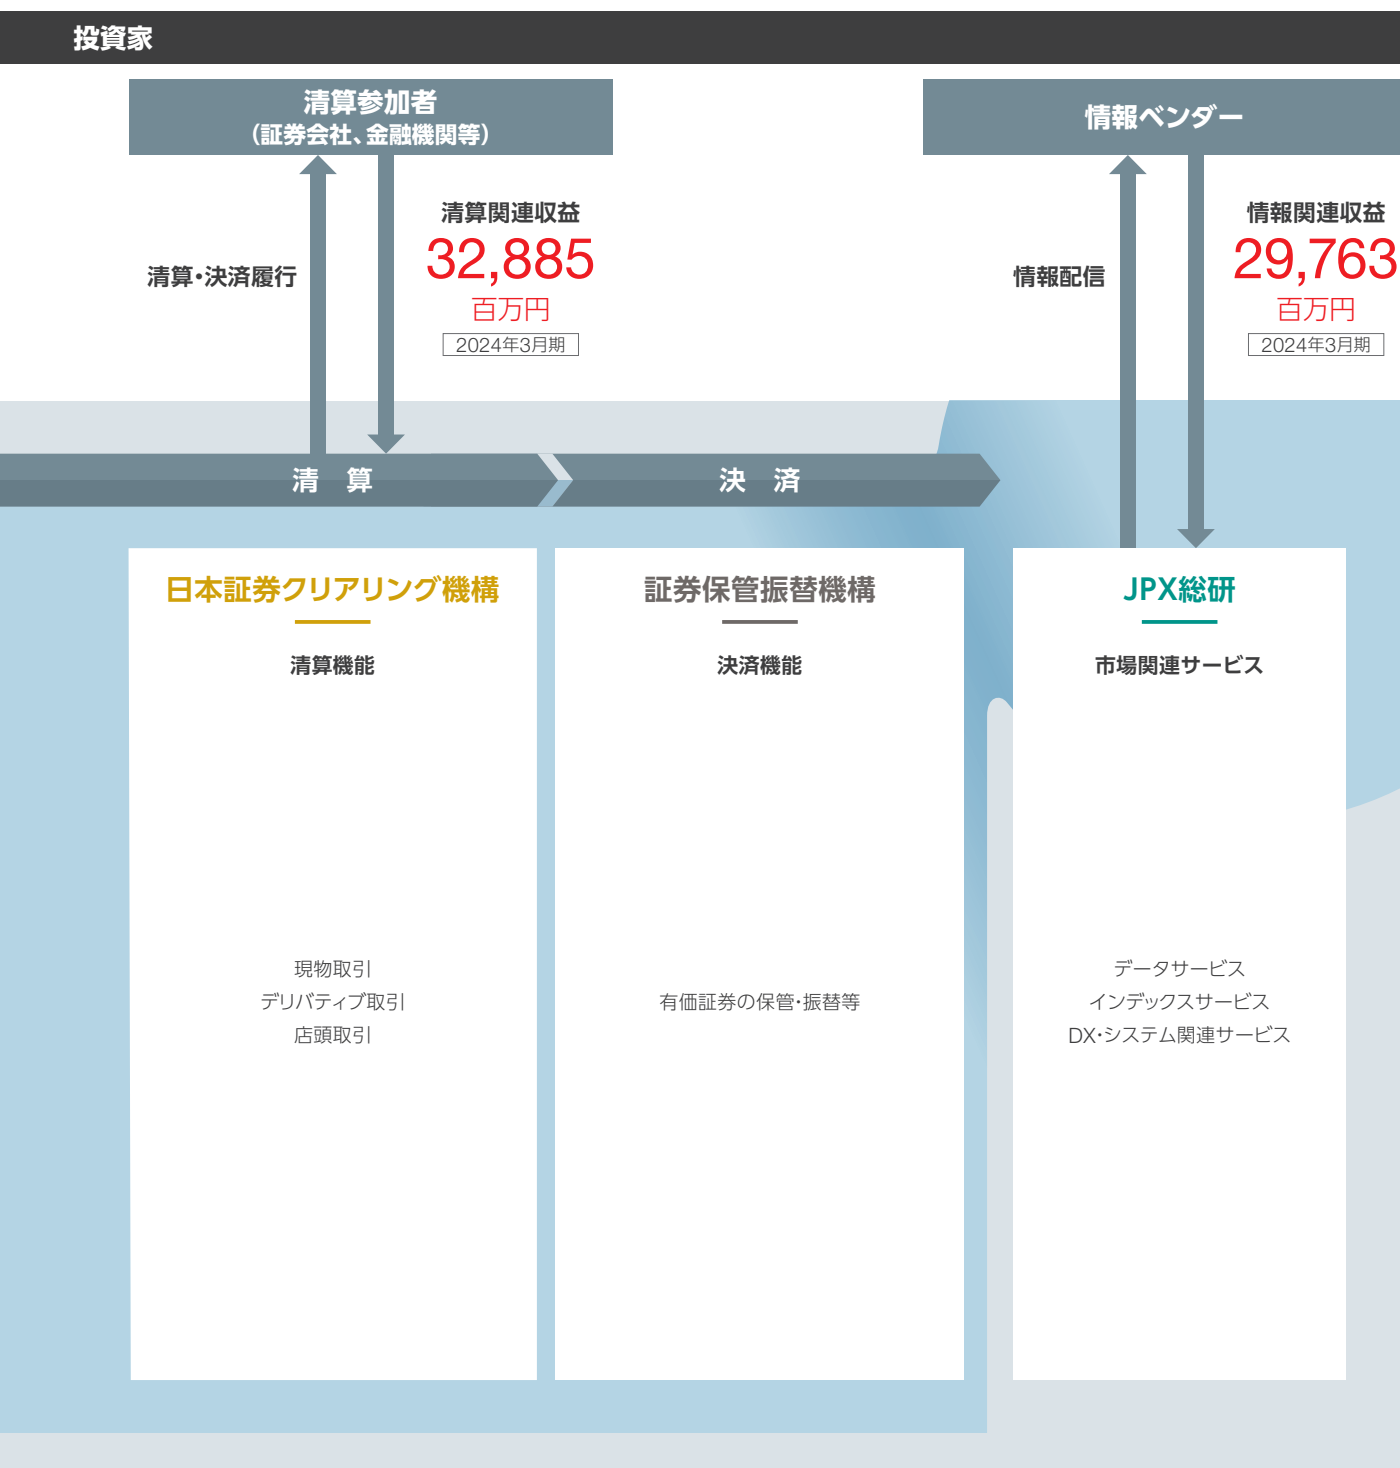 投資家
清算参加者
（証券会社、金融機関等）
清算・決済履行
清算関連収益
32,885
百万円
2024年3月期
情報ベンダー
情報配信
情報関連収益
29,763
百万円
2024年3月期
清 算
決 済
日本証券クリアリング機構
清算機能
現物取引
デリバティブ取引
店頭取引
証券保管振替機構
決済機能
有価証券の保管・振替等
JPX総研
市場関連サービス
データサービス
インデックスサービス
DX・システム関連サービス